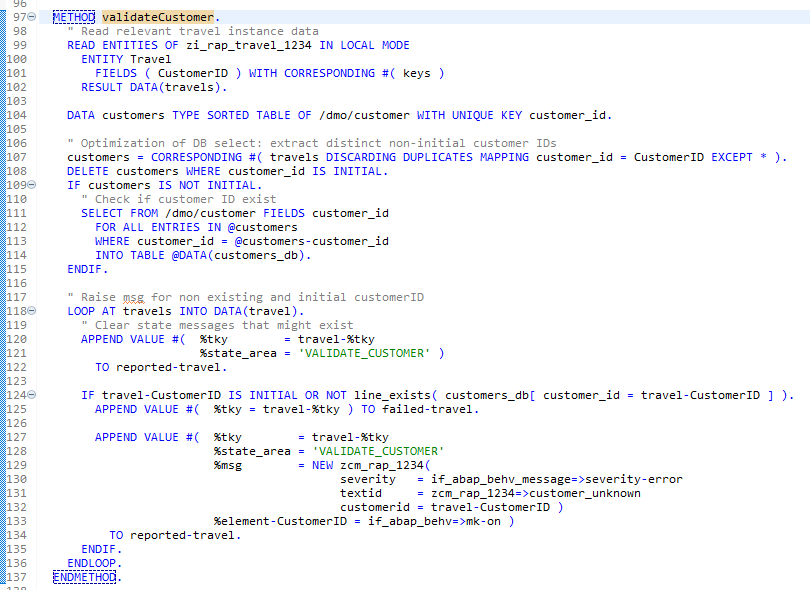 96
97 METHOD validateCustomer.
98   " Read relevant travel instance data
99   READ ENTITIES OF zi_rap_travel_1234 IN LOCAL MODE
100     ENTITY Travel
101       FIELDS ( CustomerID ) WITH CORRESPONDING #( keys )
102     RESULT DATA(travels).
103
104   DATA customers TYPE SORTED TABLE OF /dmo/customer WITH UNIQUE KEY customer_id.
105
106   " Optimization of DB select: extract distinct non-initial customer IDs
107   customers = CORRESPONDING #( travels DISCARDING DUPLICATES MAPPING customer_id = CustomerID EXCEPT * ).
108   DELETE customers WHERE customer_id IS INITIAL.
109   IF customers IS NOT INITIAL.
110     " Check if customer ID exist
111     SELECT FROM /dmo/customer FIELDS customer_id
112       FOR ALL ENTRIES IN @customers
113       WHERE customer_id = @customers-customer_id
114       INTO TABLE @DATA(customers_db).
115   ENDIF.
116
117   " Raise msg for non existing and initial customerID
118   LOOP AT travels INTO DATA(travel).
119     " Clear state messages that might exist
120     APPEND VALUE #(  %tky        = travel-%tky
121                      %state_area = 'VALIDATE_CUSTOMER' )
122       TO reported-travel.
123
124     IF travel-CustomerID IS INITIAL OR NOT line_exists( customers_db[ customer_id = travel-CustomerID ] ).
125       APPEND VALUE #(  %tky = travel-%tky ) TO failed-travel.
126
127       APPEND VALUE #(  %tky        = travel-%tky
128                        %state_area = 'VALIDATE_CUSTOMER'
129                        %msg        = NEW zcm_rap_1234(
130                                          severity   = if_abap_behv_message=>severity-error
131                                          textid     = zcm_rap_1234=>customer_unknown
132                                          customerid = travel-CustomerID )
133                        %element-CustomerID = if_abap_behv=>mk-on )
134         TO reported-travel.
135     ENDIF.
136   ENDLOOP.
137 ENDMETHOD.
138